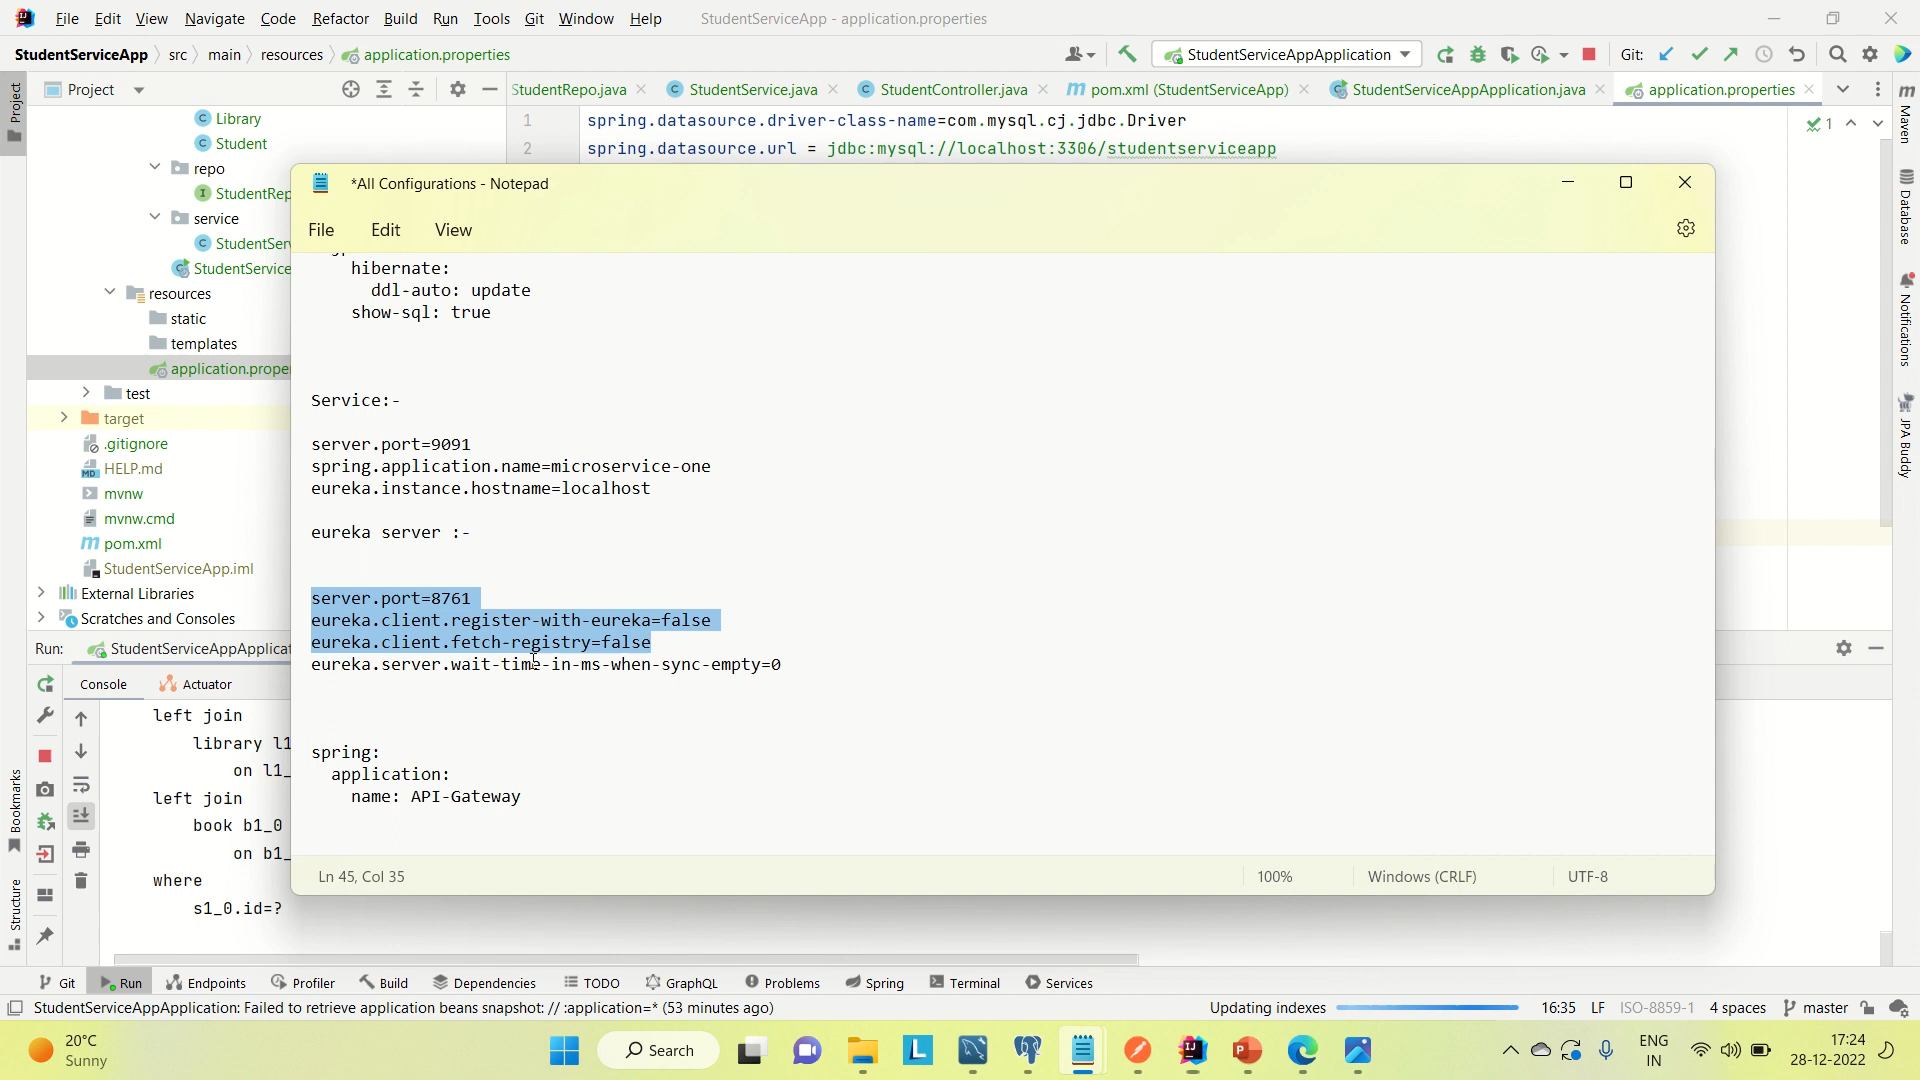 File Edit View Navigate Code Refactor Build Run Tools Git Window Help StudentServiceApp - application.properties
StudentServiceApp src main resources application.properties StudentServiceAppApplication Git:
Project StudentRepo.java StudentService.java StudentController.java pom.xml (StudentServiceApp) StudentServiceAppApplication.java application.properties
Project
Maven
Database
Notifications
JPA Buddy
Library
Student
repo
StudentRep
service
StudentSer
StudentService
resources
static
templates
application.prope
test
target
.gitignore
HELP.md
mvnw
mvnw.cmd
pom.xml
StudentServiceApp.iml
External Libraries
Scratches and Consoles
1 spring.datasource.driver-class-name=com.mysql.cj.jdbc.Driver
2 spring.datasource.url = jdbc:mysql://localhost:3306/studentserviceapp
1
*All Configurations - Notepad
File Edit View
hibernate:
ddl-auto: update
show-sql: true
Service:-
server.port=9091
spring.application.name=microservice-one
eureka.instance.hostname=localhost
eureka server :-
server.port=8761
eureka.client.register-with-eureka=false
eureka.client.fetch-registry=false
eureka.server.wait-time-in-ms-when-sync-empty=0
spring:
application:
name: API-Gateway
Ln 45, Col 35 100% Windows (CRLF) UTF-8
Run: StudentServiceAppApplicat
Console Actuator
left join
library l1
on l1_
left join
book b1_0
on b1_
where
s1_0.id=?
Bookmarks
Structure
Git Run Endpoints Profiler Build Dependencies TODO GraphQL Problems Spring Terminal Services
StudentServiceAppApplication: Failed to retrieve application beans snapshot: // :application=* (53 minutes ago) Updating indexes 16:35 LF ISO-8859-1 4 spaces master
20°C
Sunny
Search
ENG
IN
17:24
28-12-2022